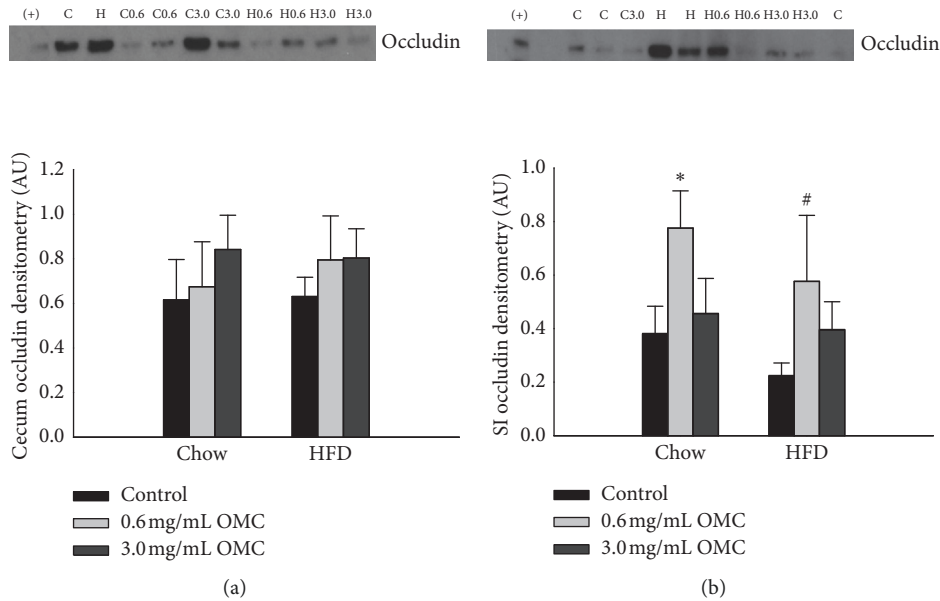 (+) C H C0.6 C0.6 C3.0 C3.0 H0.6 H0.6 H3.0 H3.0
Occludin
Cecum occludin densitometry (AU)
1.2
1.0
0.8
0.6
0.4
0.2
0.0
Chow HFD
Control
0.6 mg/mL OMC
3.0 mg/mL OMC
(a)
(+) C C C3.0 H H H0.6 H0.6 H3.0 H3.0 C
Occludin
SI occludin densitometry (AU)
1.0
0.8
0.6
0.4
0.2
0.0
*
#
Chow HFD
Control
0.6 mg/mL OMC
3.0 mg/mL OMC
(b)